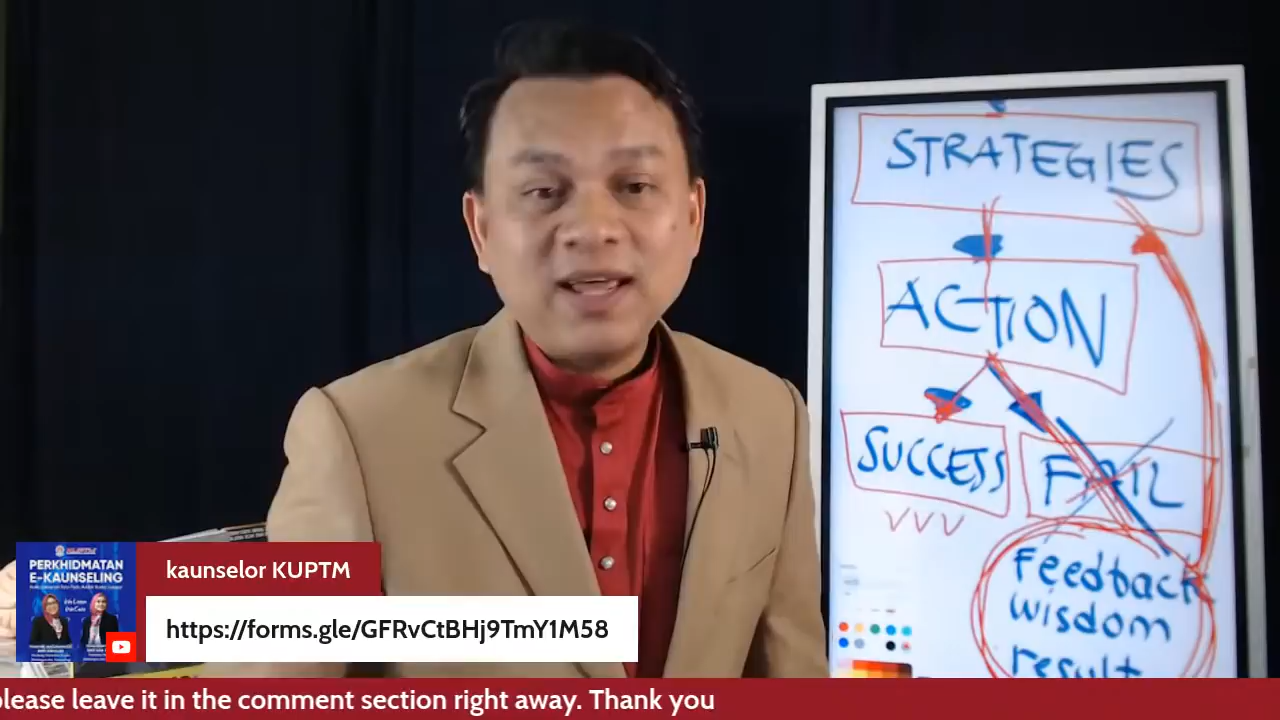 STRATEGIES
ACTION
SUCCESS
FAIL
Feedback
wisdom
result
KUPTM
PERKHIDMATAN
E-KAUNSELING
kaunselor KUPTM
https://forms.gle/GFRvCtBHj9TmY1M58
please leave it in the comment section right away. Thank you